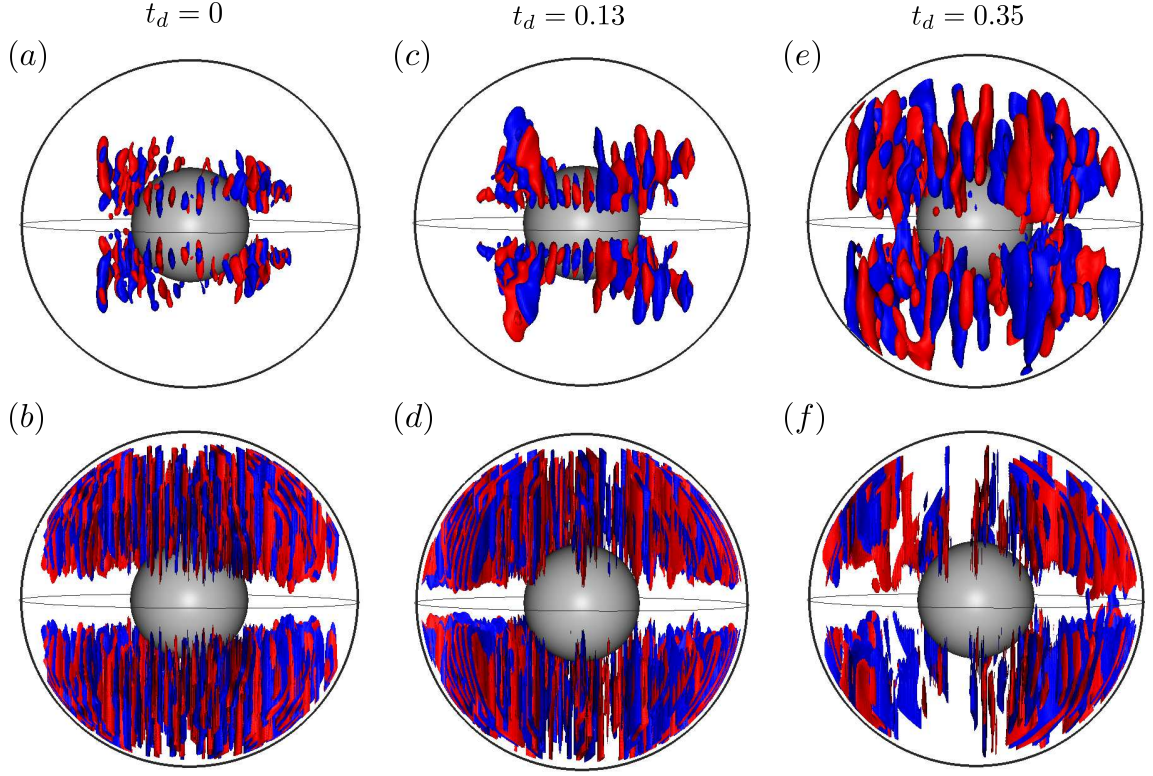 t_d = 0
t_d = 0.13
t_d = 0.35
(a)
(c)
(e)
(b)
(d)
(f)